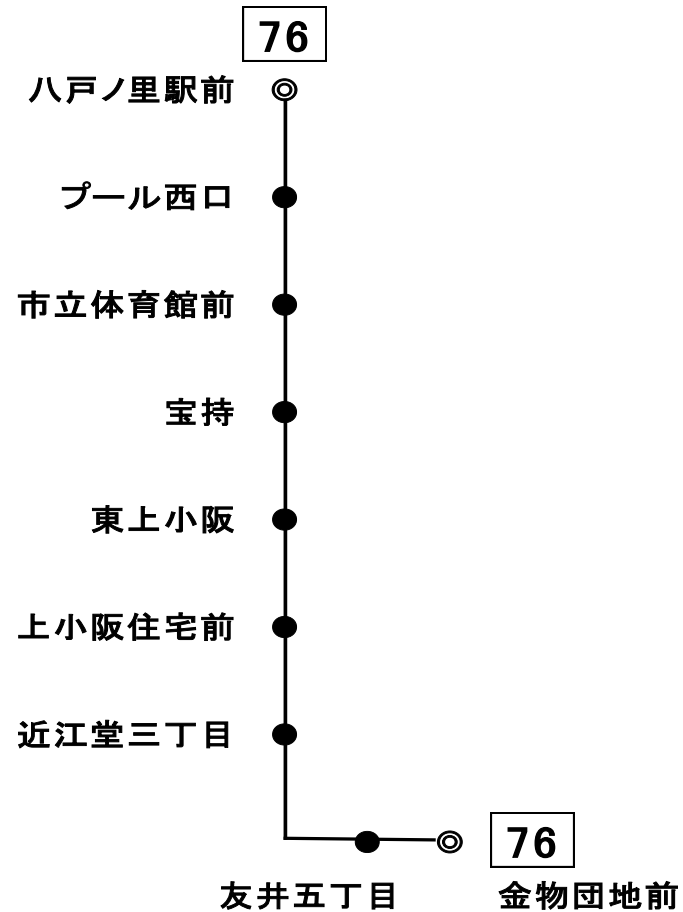 76
八戸ノ里駅前
プール西口
市立体育館前
宝持
東上小阪
上小阪住宅前
近江堂三丁目
76
友井五丁目
金物団地前